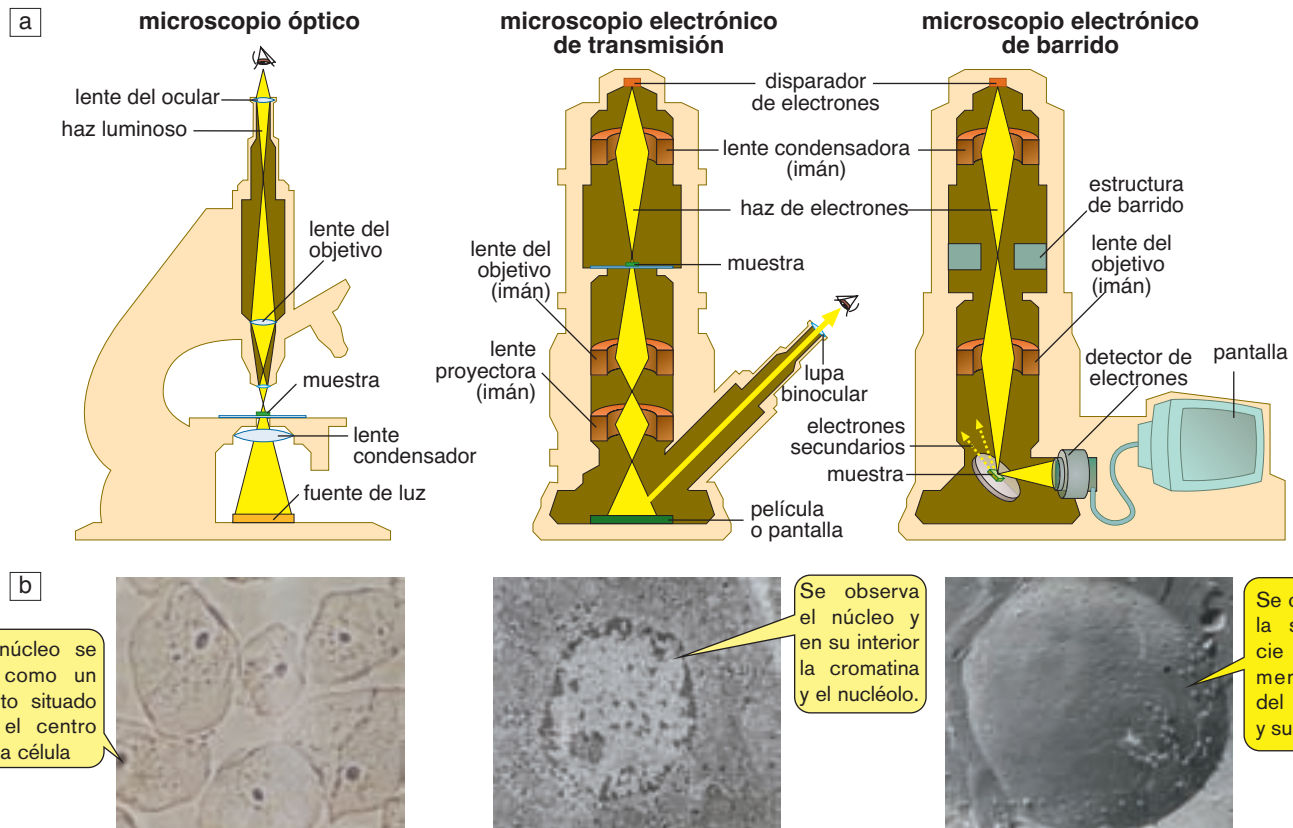 a
microscopio óptico
lente del ocular
haz luminoso
lente del
objetivo
muestra
lente
condensador
fuente de luz
microscopio electrónico
de transmisión
disparador
de electrones
lente condensadora
(imán)
haz de electrones
muestra
lente del
objetivo
(imán)
lente
proyectora
(imán)
lupa
binocular
película
o pantalla
microscopio electrónico
de barrido
estructura
de barrido
lente del
objetivo
(imán)
detector de
electrones
pantalla
electrones
secundarios
muestra
b
núcleo se
como un
to situado
el centro
a célula
Se observa
el núcleo y
en su interior
la cromatina
y el nucléolo.
Se
la s
cie
mer
del
y su